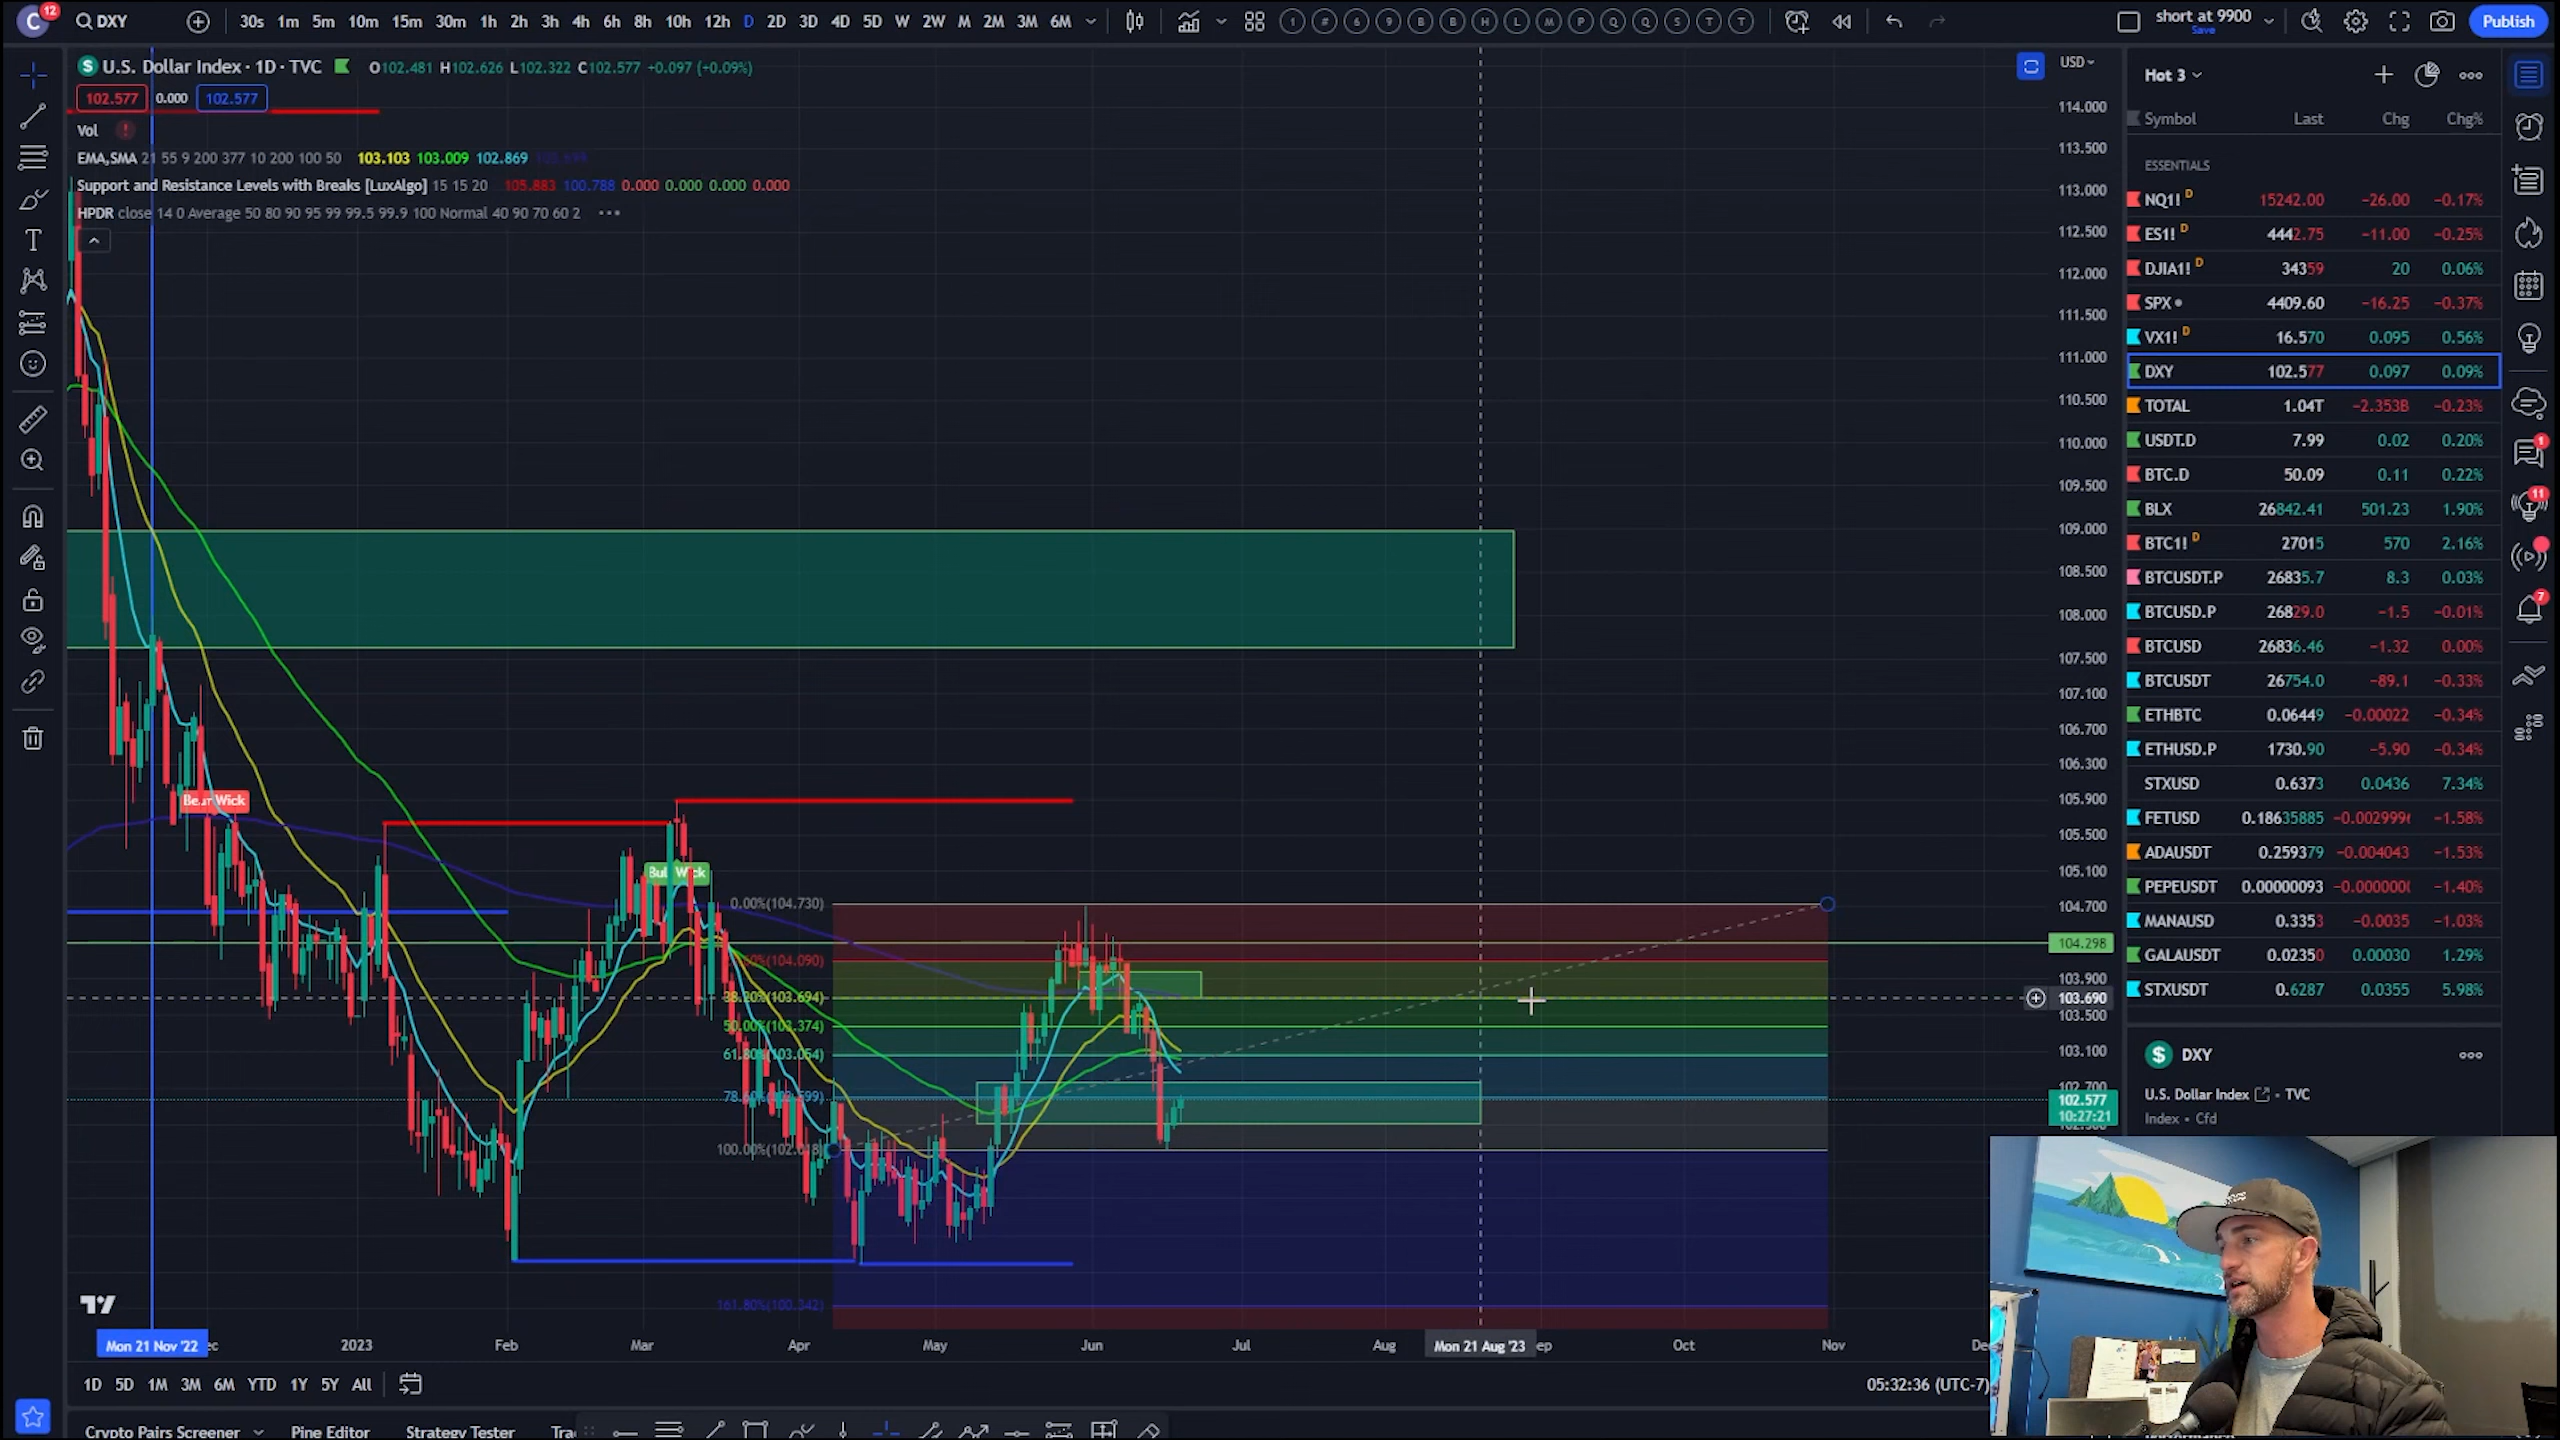 C 12 DXY 30s 1m 5m 10m 15m 30m 1h 2h 3h 4h 6h 8h 10h 12h D 2D 3D 4D 5D W 2W M 2M 3M 6M short at 9900 Save Publish
U.S. Dollar Index · 1D · TVC O102.481 H102.626 L102.322 C102.577 +0.097 (+0.09%)
102.577 0.000 102.577
Vol
EMA,SMA 21 55 9 200 377 10 200 100 50 103.103 103.009 102.869
Support and Resistance Levels with Breaks [LuxAlgo] 15 15 20 105.883 100.788 0.000 0.000 0.000 0.000
HPDR close 14 0 Average 50 80 90 95 99 99.5 99.9 100 Normal 40 90 70 60 2
USD
114.000
113.500
113.000
112.500
112.000
111.500
111.000
110.500
110.000
109.500
109.000
108.500
108.000
107.500
107.100
106.700
106.300
105.900
105.500
105.100
104.700
104.298
103.900
103.690
103.500
103.100
102.700
102.577
10:27:21
Bear Wick
Bull Wick
0.00%(104.730)
38.20%(103.694)
50.00%(103.374)
61.80%(103.054)
100.00%(102.018)
161.80%(100.342)
Mon 21 Nov '22 2023 Feb Mar Apr May Jun Jul Aug Mon 21 Aug '23 Oct Nov
1D 5D 1M 3M 6M YTD 1Y 5Y All 05:32:36 (UTC-7)
Crypto Pairs Screener Pine Editor Strategy Tester
Hot 3
Symbol Last Chg Chg%
ESSENTIALS
NQ1! D 15242.00 -26.00 -0.17%
ES1! D 4442.75 -11.00 -0.25%
DJIA1! D 34359 20 0.06%
SPX 4409.60 -16.25 -0.37%
VX1! D 16.570 0.095 0.56%
DXY 102.577 0.097 0.09%
TOTAL 1.04T -2.353B -0.23%
USDT.D 7.99 0.02 0.20%
BTC.D 50.09 0.11 0.22%
BLX 26842.41 501.23 1.90%
BTC1! D 27015 570 2.16%
BTCUSDT.P 26835.7 8.3 0.03%
BTCUSD.P 26829.0 -1.5 -0.01%
BTCUSD 26836.46 -1.32 0.00%
BTCUSDT 26754.0 -89.1 -0.33%
ETHBTC 0.06449 -0.00022 -0.34%
ETHUSD.P 1730.90 -5.90 -0.34%
STXUSD 0.6373 0.0436 7.34%
FETUSD 0.18635885 -0.002999 -1.58%
ADAUSDT 0.259379 -0.004043 -1.53%
PEPEUSDT 0.00000093 -0.000000 -1.40%
MANAUSD 0.3353 -0.0035 -1.03%
GALAUSDT 0.02350 0.00030 1.29%
STXUSDT 0.6287 0.0355 5.98%
DXY
U.S. Dollar Index · TVC
Index · Cfd
1
11
7